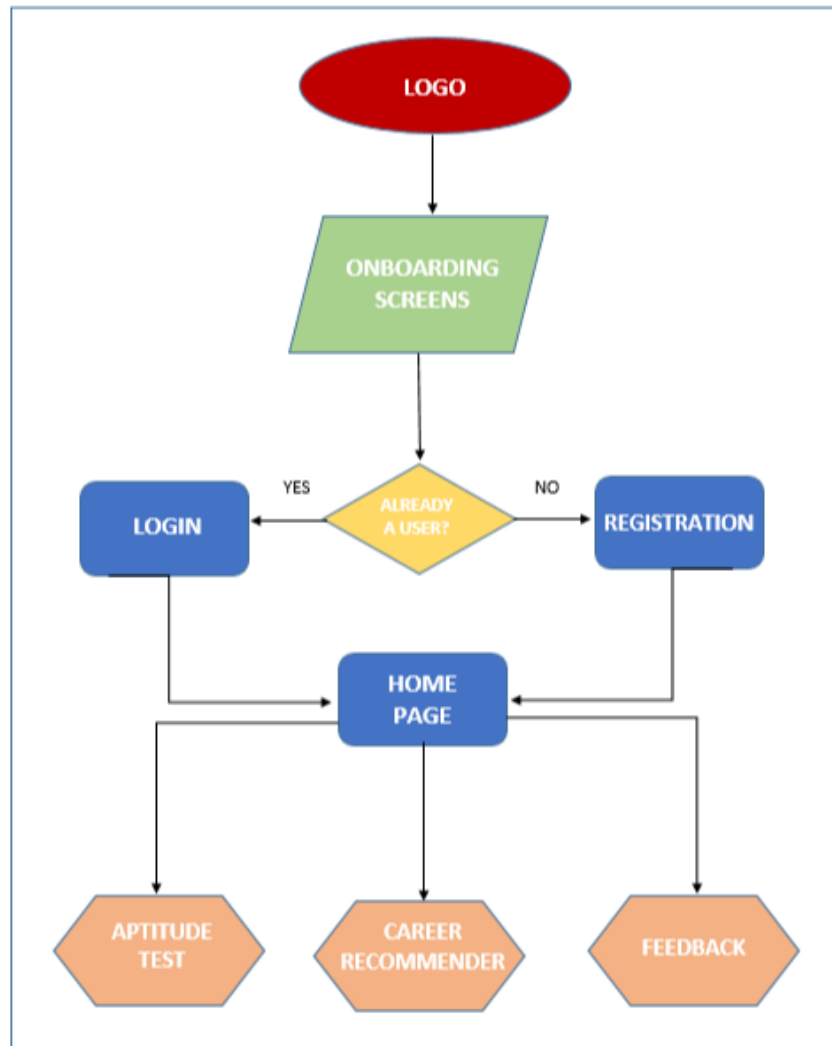 LOGO
ONBOARDING
SCREENS
YES
ALREADY
A USER?
NO
LOGIN
REGISTRATION
HOME
PAGE
APTITUDE
TEST
CAREER
RECOMMENDER
FEEDBACK